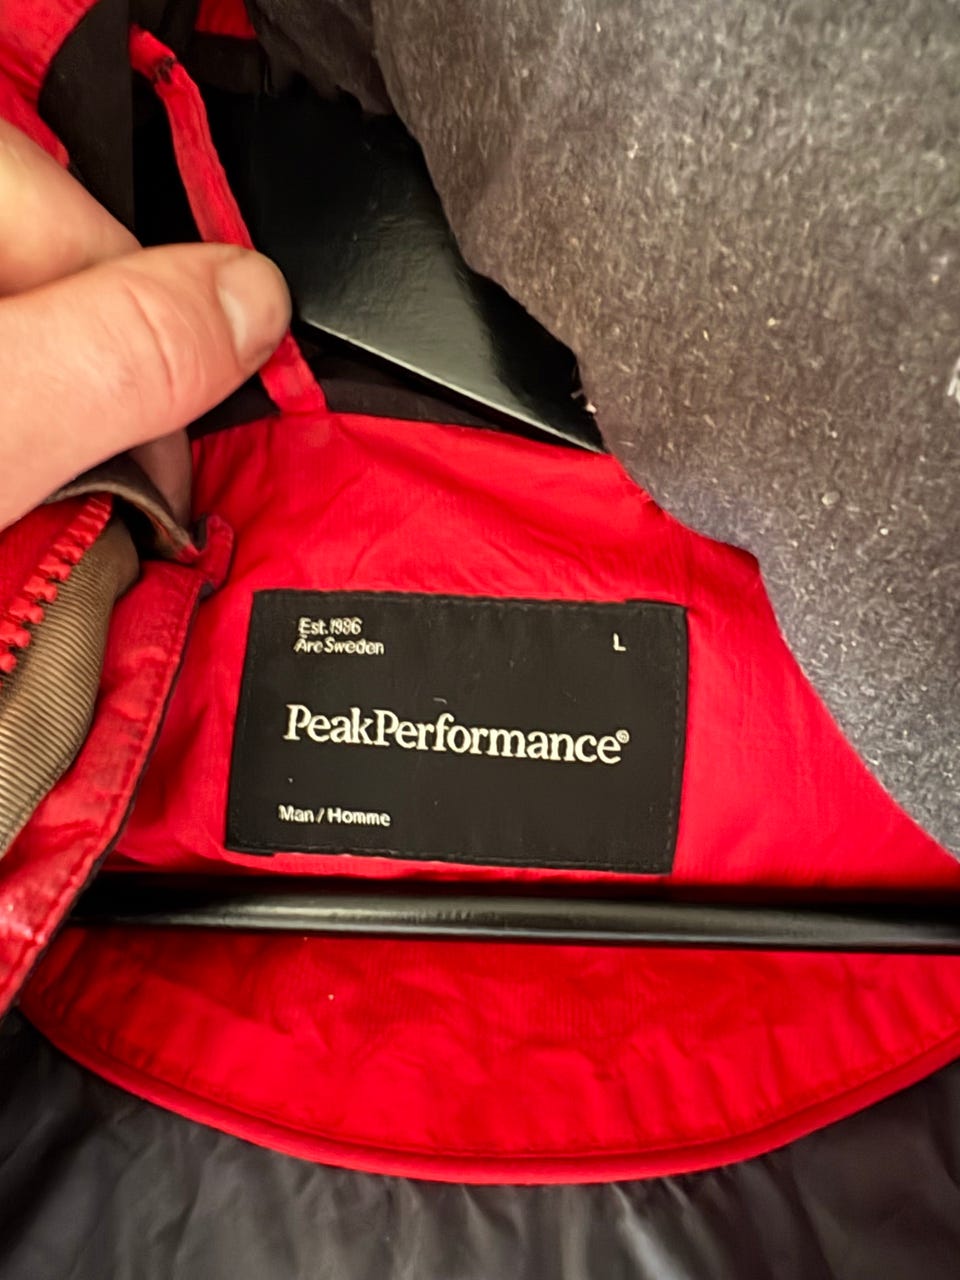 Est. 1986
Åre Sweden
L
PeakPerformance®
Man / Homme